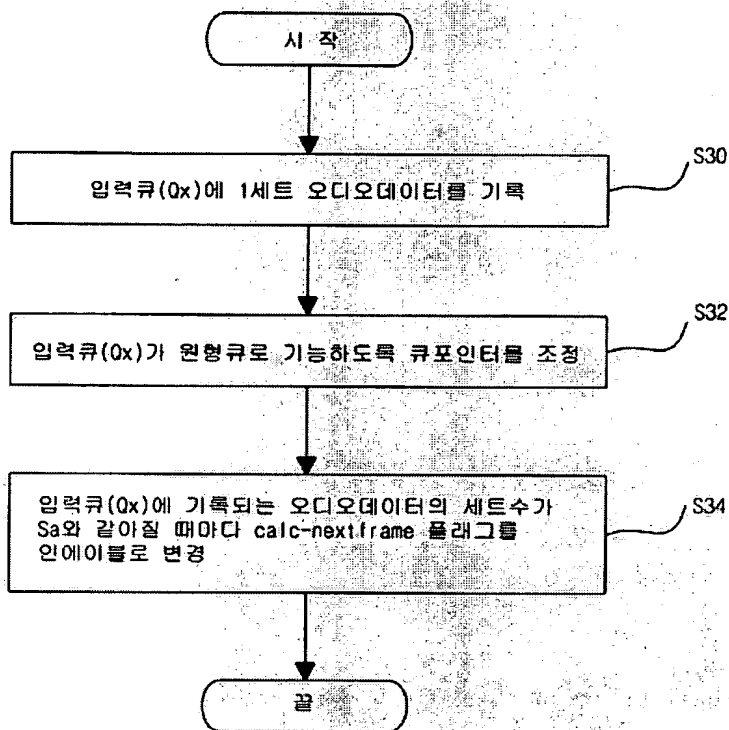 시 작
입력큐(Qx)에 1세트 오디오데이터를 기록
S30
입력큐(Qx)가 원형큐로 기능하도록 큐포인터를 조정
S32
입력큐(Qx)에 기록되는 오디오데이터의 세트수가
Sa와 같아질 때마다 calc-nextframe 플래그를
인에이블로 변경
S34
끝